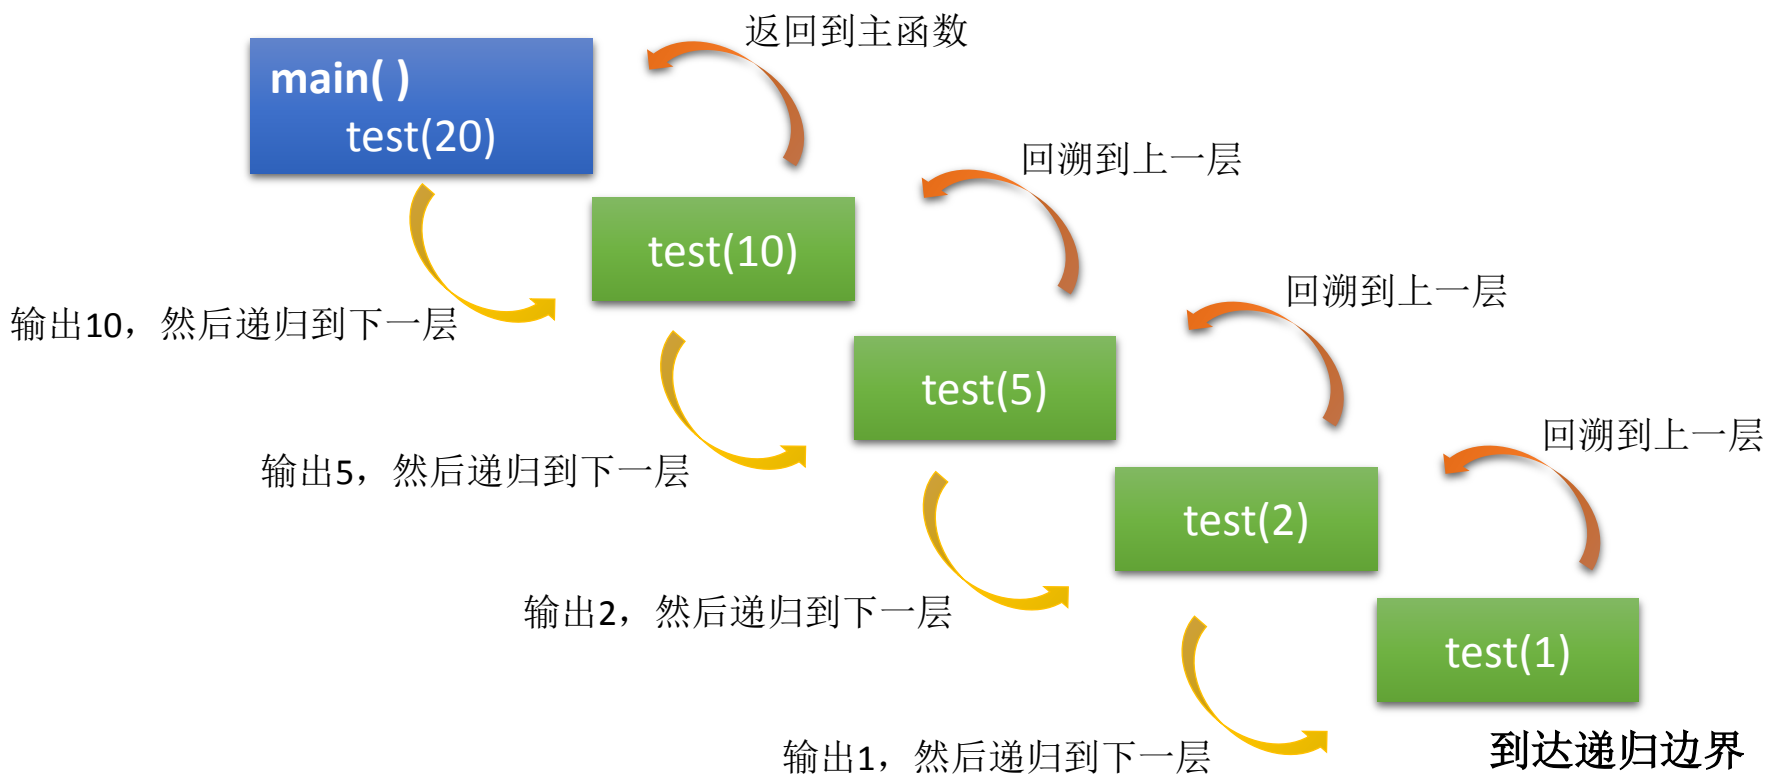 返回到主函数
main( )
test(20)
回溯到上一层
test(10)
回溯到上一层
输出10，然后递归到下一层
test(5)
回溯到上一层
输出5，然后递归到下一层
test(2)
输出2，然后递归到下一层
test(1)
到达递归边界
输出1，然后递归到下一层